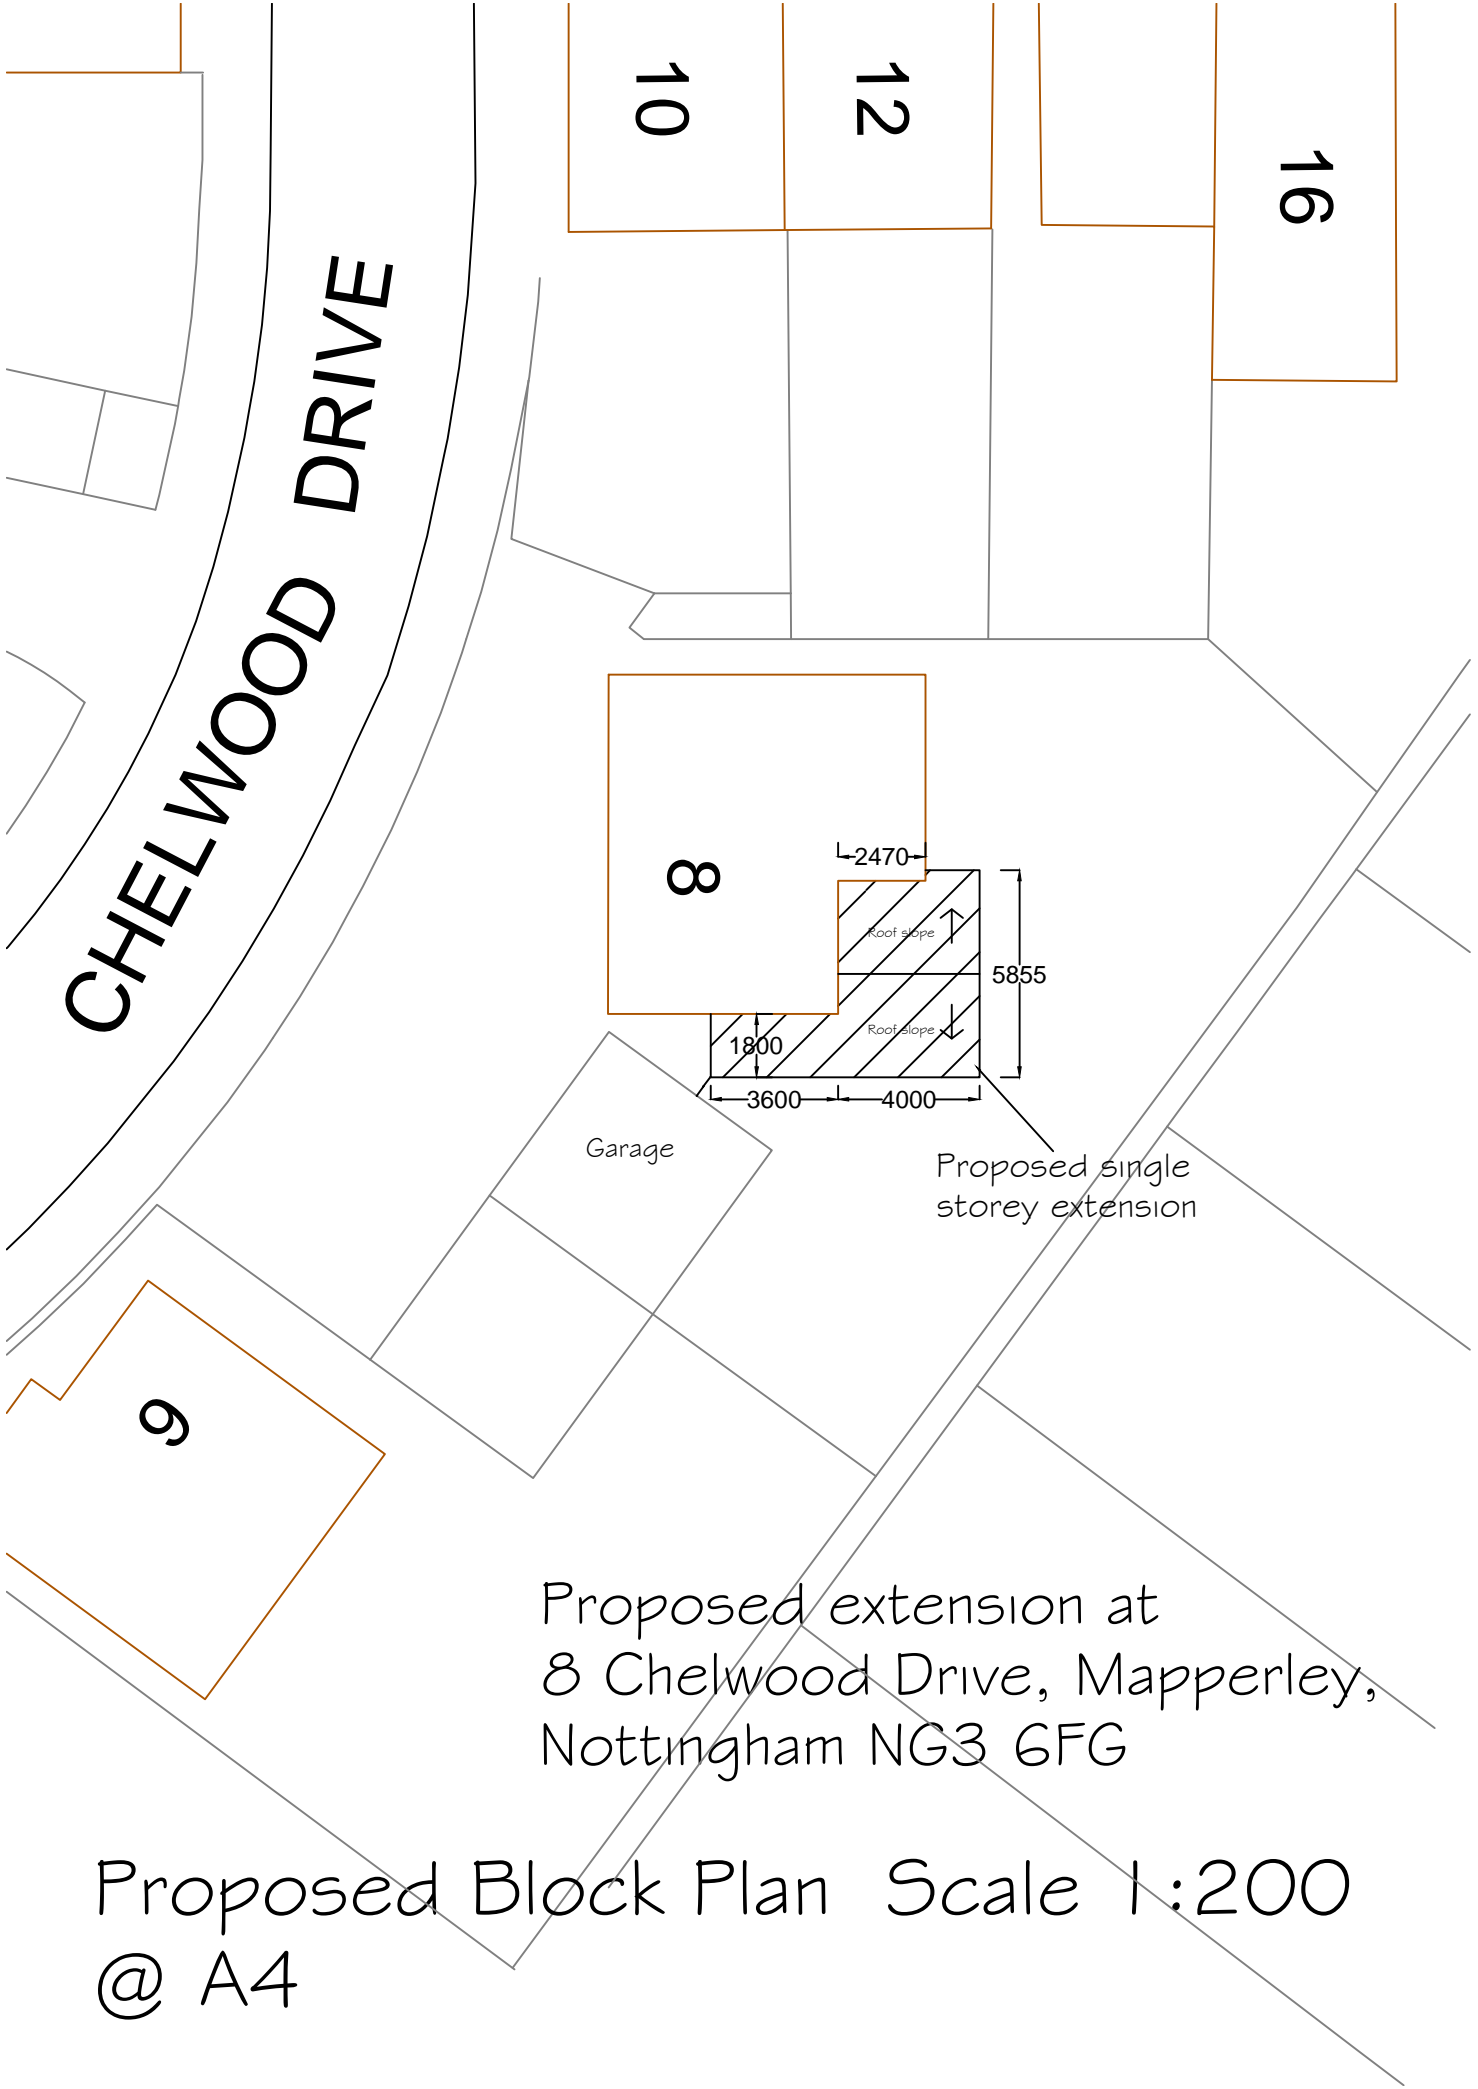 10
12
16
CHELWOOD DRIVE
8
2470
Roof slope
5855
Roof slope
1800
3600
4000
Garage
Proposed single
storey extension
6
Proposed extension at
8 Chelwood Drive, Mapperley,
Nottingham NG3 6FG
Proposed Block Plan Scale 1:200
@ A4